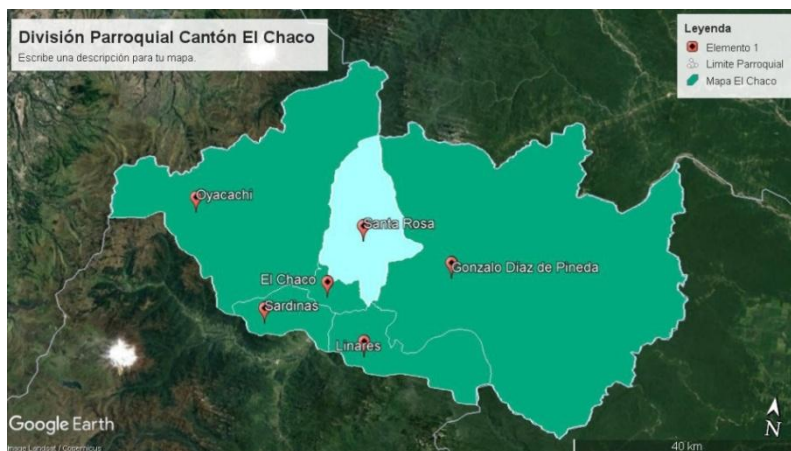 División Parroquial Cantón El Chaco
Escribe una descripción para tu mapa.
Leyenda
Elemento 1
Limite Parroquial
Mapa El Chaco
Oyacachi
Santa Rosa
Gonzalo Díaz de Pineda
El Chaco
Sardinas
Linares
Google Earth
Image Landsat / Copernicus
N
40 km